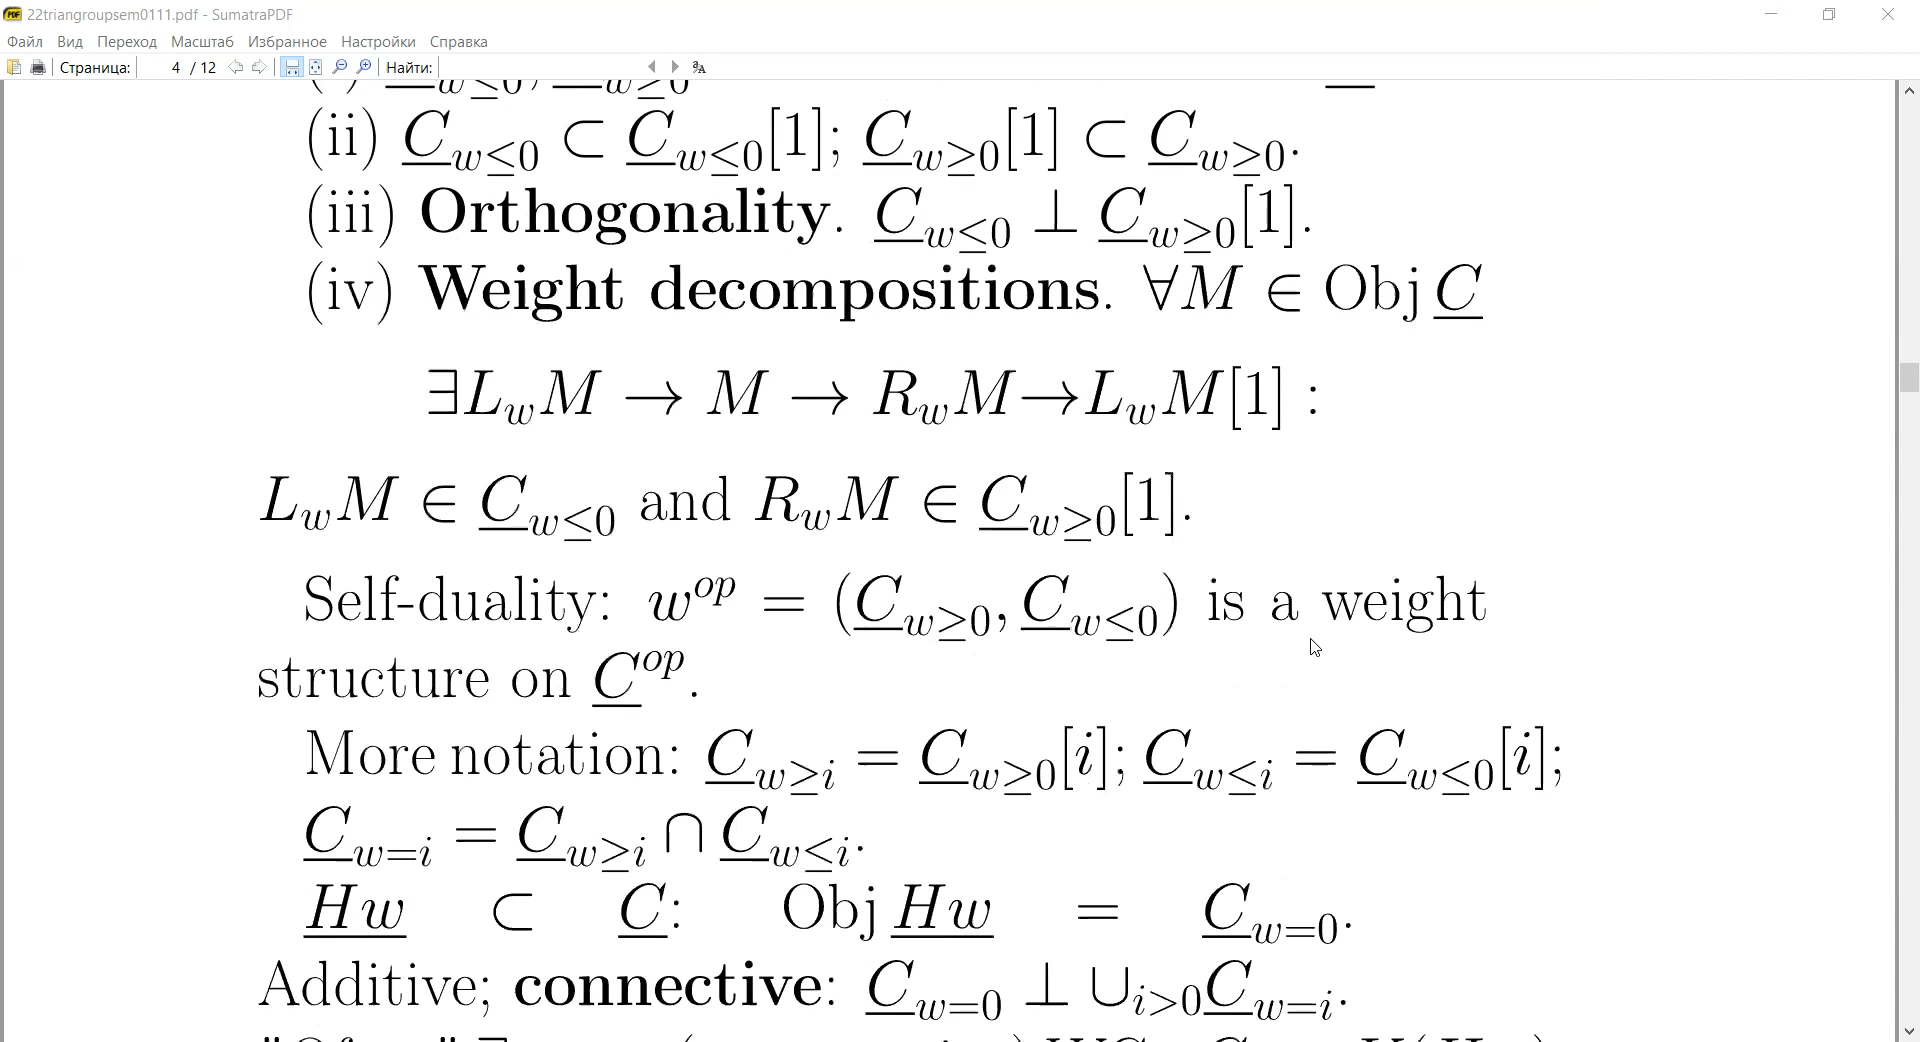 22triangroupsem0111.pdf - SumatraPDF
Файл Вид Переход Масштаб Избранное Настройки Справка
Страница: 4 / 12 Найти:
(ii) C_{w≤0} ⊂ C_{w≤0}[1]; C_{w≥0}[1] ⊂ C_{w≥0}.
(iii) Orthogonality. C_{w≤0} ⊥ C_{w≥0}[1].
(iv) Weight decompositions. ∀M ∈ Obj C
∃L_wM → M → R_wM→L_wM[1] :
L_wM ∈ C_{w≤0} and R_wM ∈ C_{w≥0}[1].
Self-duality: w^{op} = (C_{w≥0}, C_{w≤0}) is a weight
structure on C^{op}.
More notation: C_{w≥i} = C_{w≥0}[i]; C_{w≤i} = C_{w≤0}[i];
C_{w=i} = C_{w≥i} ∩ C_{w≤i}.
Hw ⊂ C: Obj Hw = C_{w=0}.
Additive; connective: C_{w=0} ⊥ ∪_{i>0}C_{w=i}.